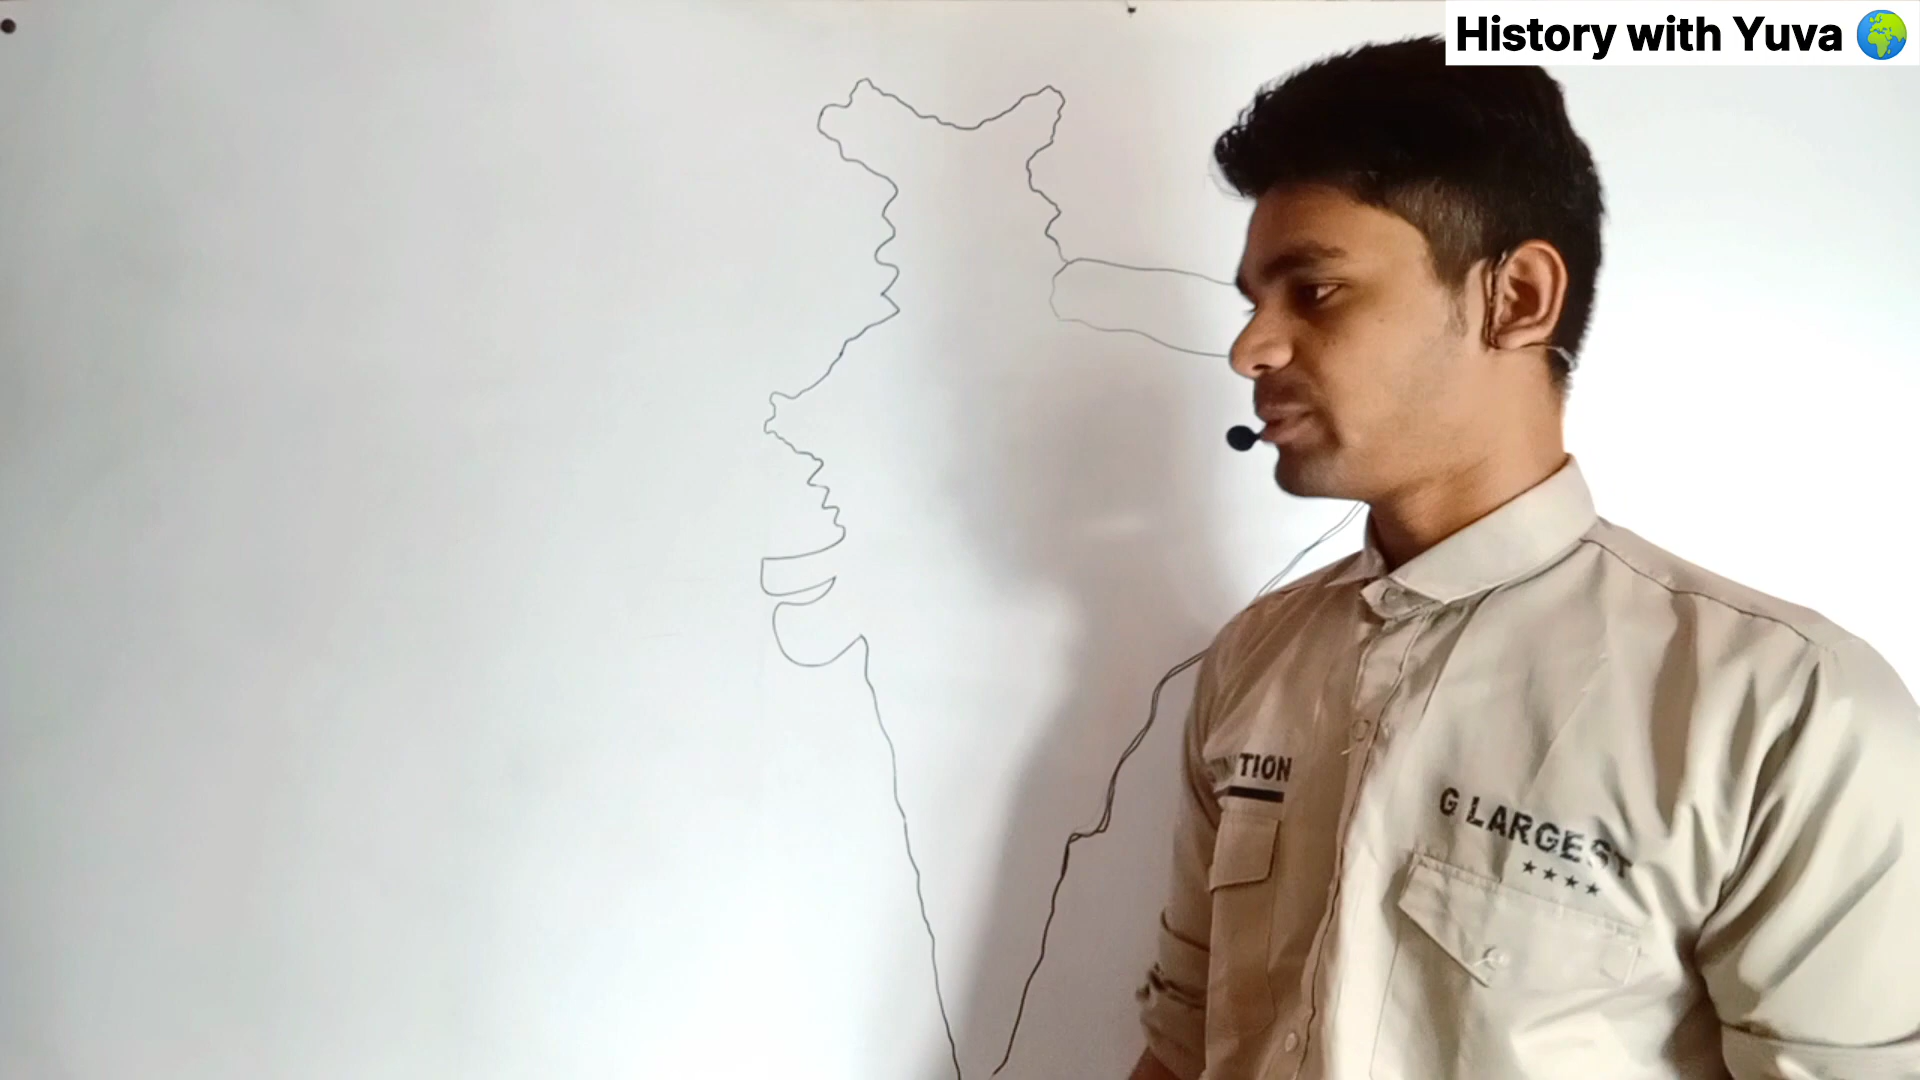 History with Yuva 🌍
TION
G LARGEST
★★★★